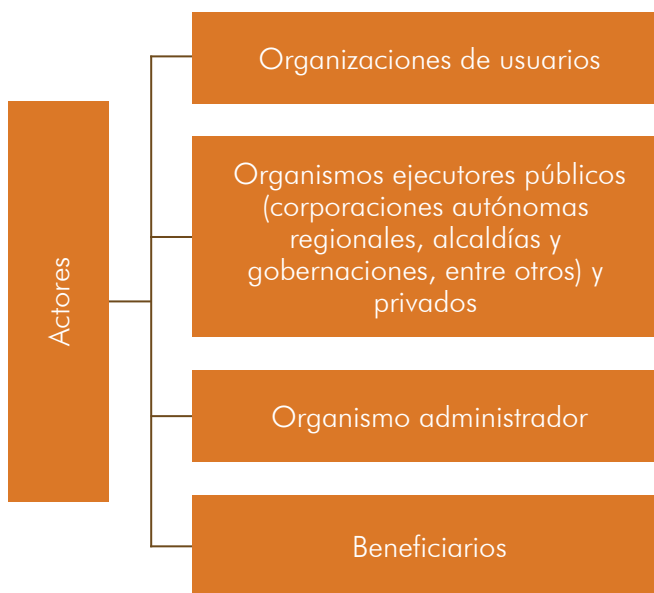 Actores
Organizaciones de usuarios
Organismos ejecutores públicos
(corporaciones autónomas
regionales, alcaldías y
gobernaciones, entre otros) y
privados
Organismo administrador
Beneficiarios